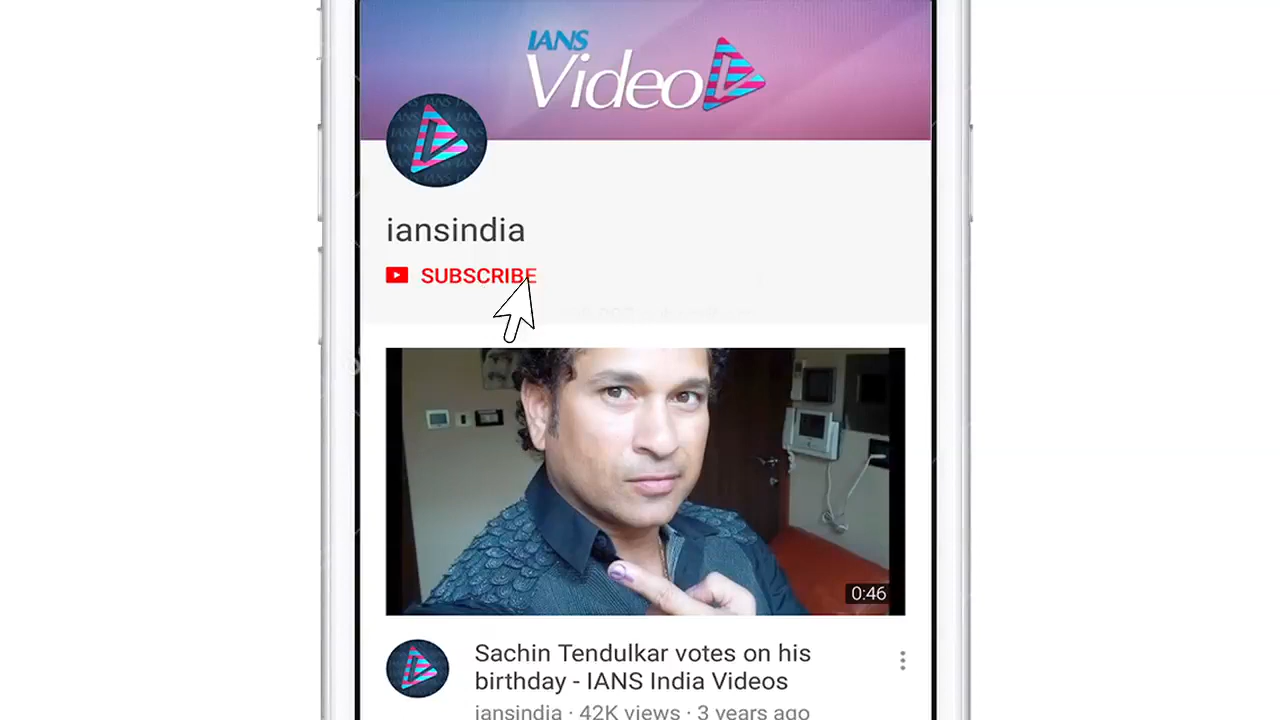 IANS
Video
iansindia
SUBSCRIBE
0:46
Sachin Tendulkar votes on his
birthday - IANS India Videos
iansindia · 42K views · 3 years ago